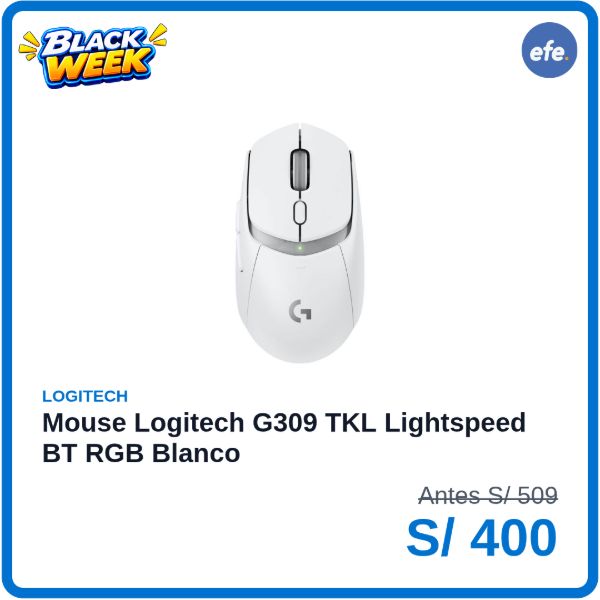 BLACK
WEEK
efe.
LOGITECH
Mouse Logitech G309 TKL Lightspeed
BT RGB Blanco
Antes S/ 509
S/ 400